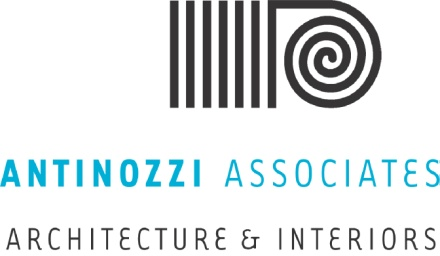 ANTINOZZI ASSOCIATES
ARCHITECTURE & INTERIORS